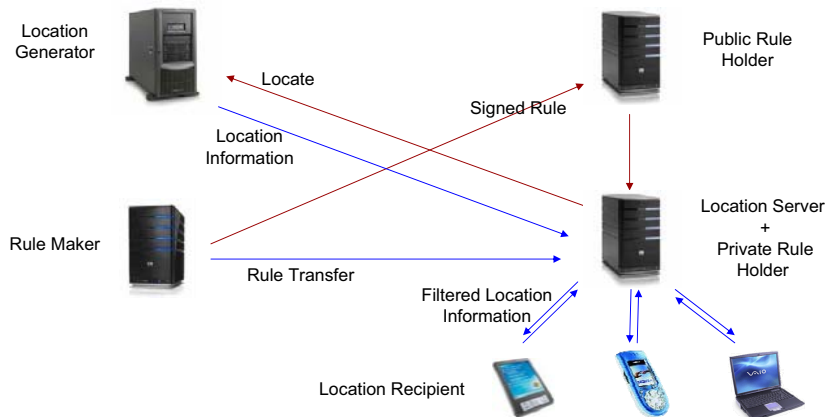 Location
Generator
Public Rule
Holder
Locate
Signed Rule
Location
Information
Rule Maker
Location Server
+
Private Rule
Holder
Rule Transfer
Filtered Location
Information
Location Recipient
VAIO